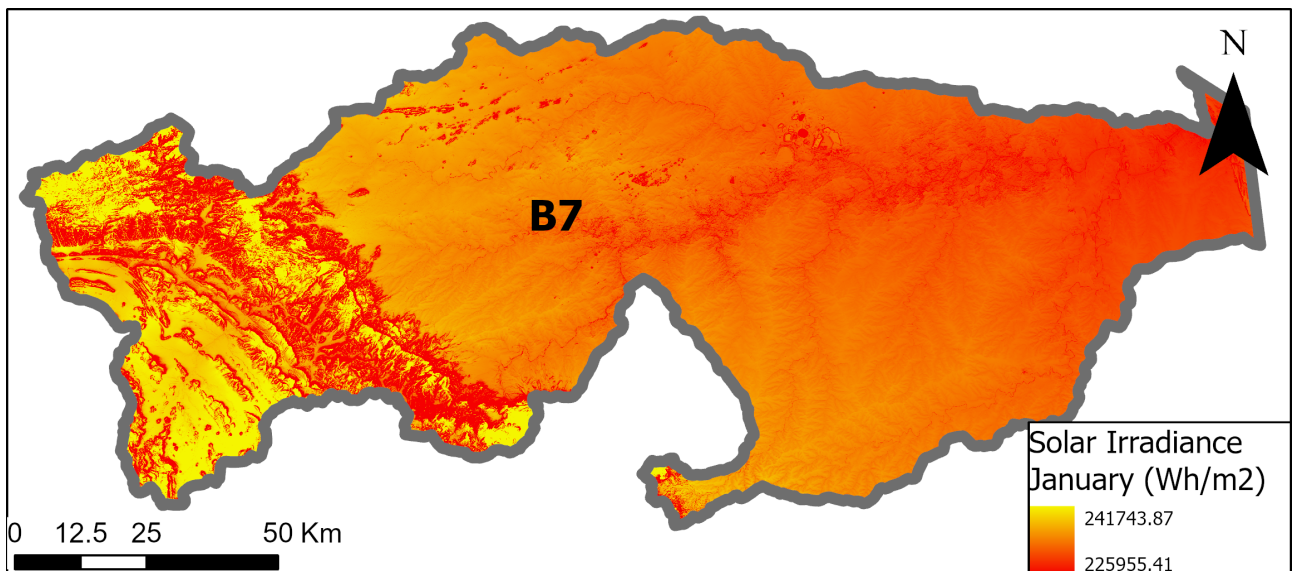 N
B7
Solar Irradiance
January (Wh/m2)
241743.87
225955.41
0 12.5 25 50 Km